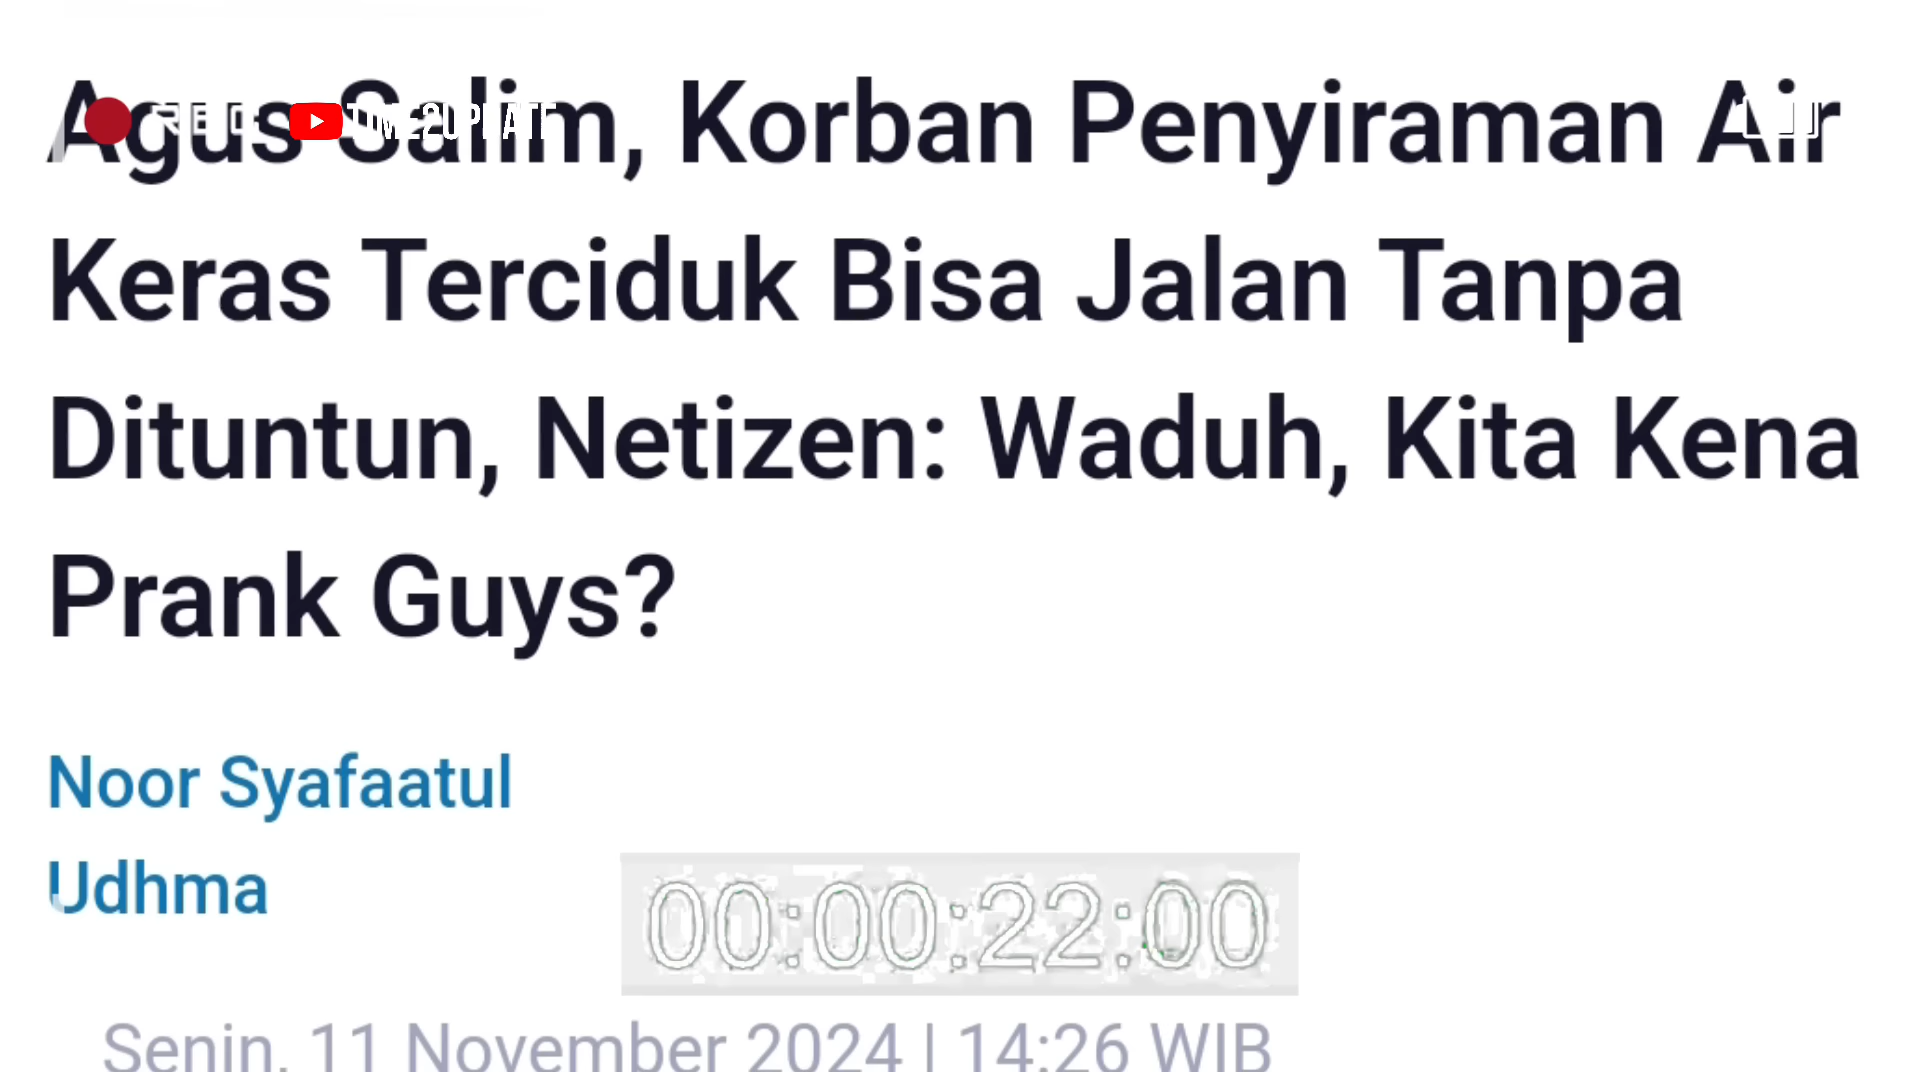 Agus Salim, Korban Penyiraman Air
REC
Keras Terciduk Bisa Jalan Tanpa
Dituntun, Netizen: Waduh, Kita Kena
Prank Guys?
Noor Syafaatul
Udhma
00:00:22:00
Senin, 11 November 2024 | 14:26 WIB